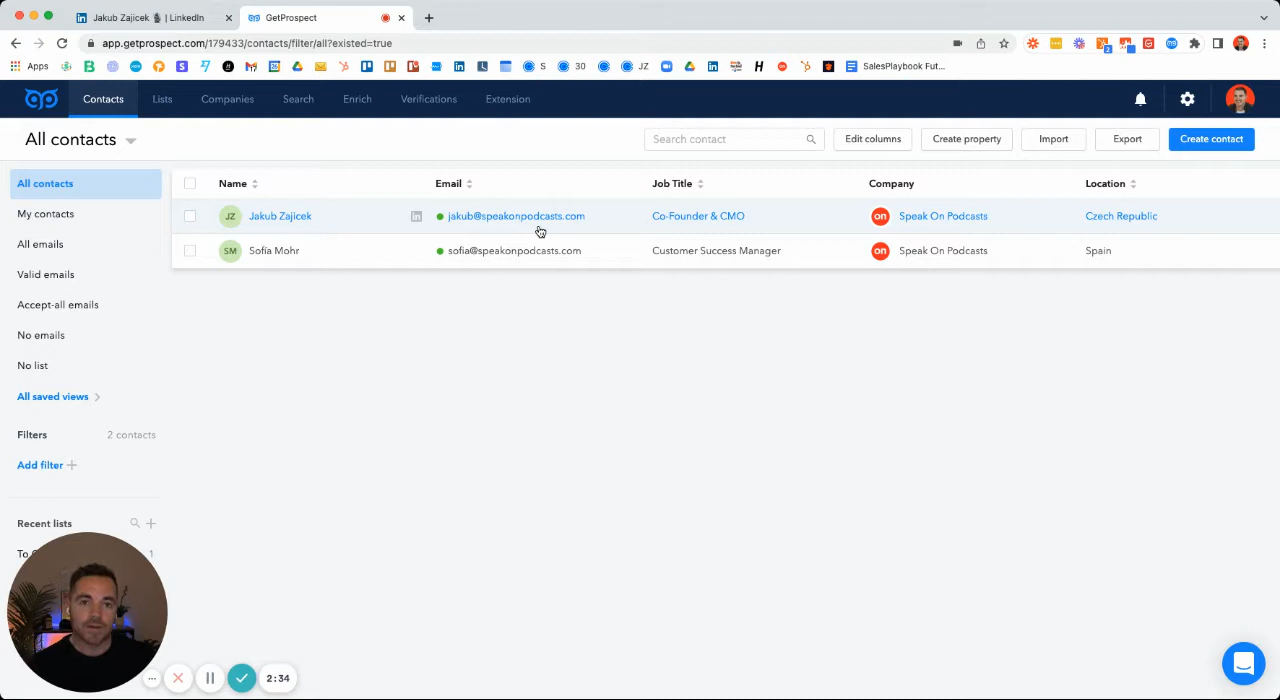 Jakub Zajicek 🎙 | LinkedIn
GetProspect
app.getprospect.com/179433/contacts/filter/all?existed=true
Apps
S
30
JZ
SalesPlaybook Fut...
Contacts
Lists
Companies
Search
Enrich
Verifications
Extension
All contacts
Search contact
Edit columns
Create property
Import
Export
Create contact
All contacts
My contacts
All emails
Valid emails
Accept-all emails
No emails
No list
All saved views
Filters
2 contacts
Add filter
Recent lists
1
Name
Email
Job Title
Company
Location
JZ
Jakub Zajicek
jakub@speakonpodcasts.com
Co-Founder & CMO
on
Speak On Podcasts
Czech Republic
SM
Sofía Mohr
sofia@speakonpodcasts.com
Customer Success Manager
on
Speak On Podcasts
Spain
2:34